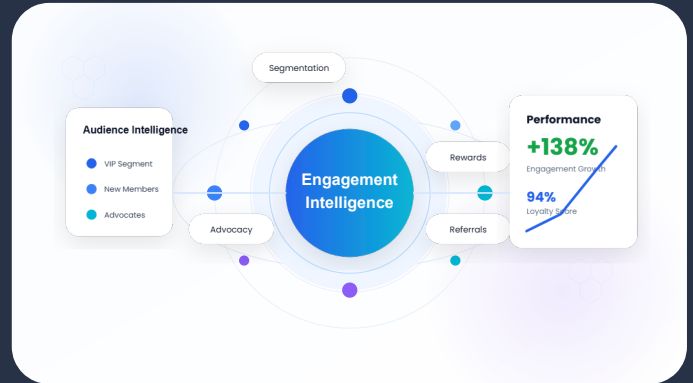 Segmentation
Audience Intelligence
VIP Segment
New Members
Advocates
Engagement
Intelligence
Advocacy
Rewards
Referrals
Performance
+138%
Engagement Growth
94%
Loyalty Score